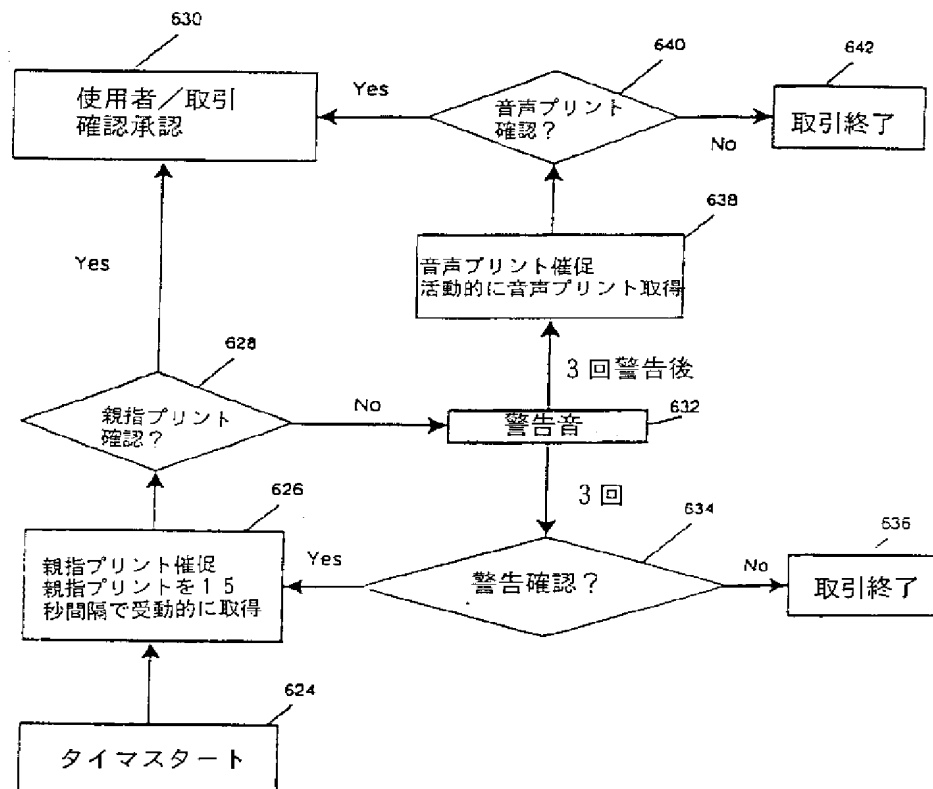 630
使用者／取引
確認承認
Yes
640
音声プリント
確認？
No
642
取引終了
638
音声プリント催促
活動的に音声プリント取得
Yes
628
親指プリント
確認？
No
3回警告後
警告音
632
3回
626
親指プリント催促
親指プリントを15
秒間隔で受動的に取得
Yes
634
警告確認？
No
636
取引終了
624
タイマスタート